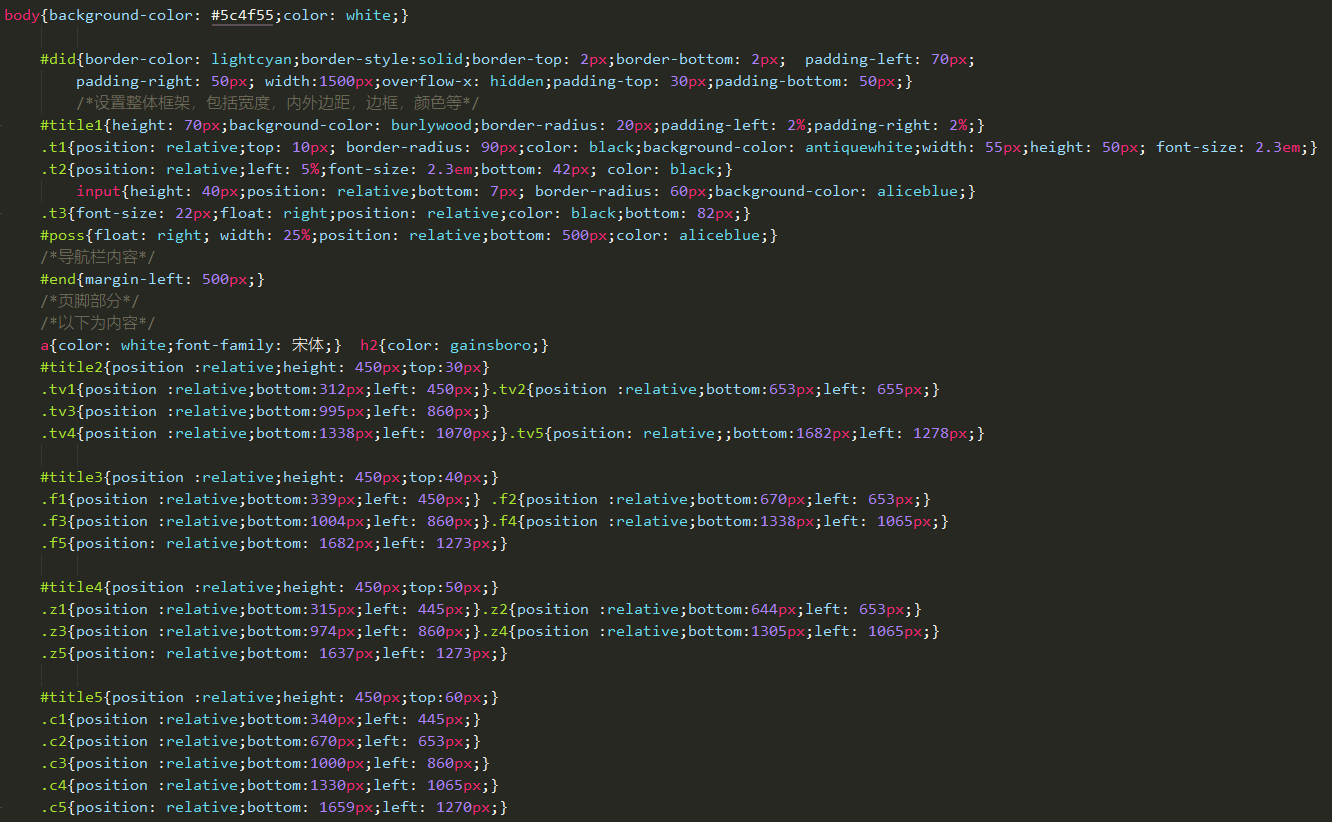 body{background-color: #5c4f55;color: white;}
#did{border-color: lightcyan;border-style:solid;border-top: 2px;border-bottom: 2px;  padding-left: 70px;
padding-right: 50px; width:1500px;overflow-x: hidden;padding-top: 30px;padding-bottom: 50px;}
/*设置整体框架，包括宽度，内外边距，边框，颜色等*/
#title1{height: 70px;background-color: burlywood;border-radius: 20px;padding-left: 2%;padding-right: 2%;}
.t1{position: relative;top: 10px; border-radius: 90px;color: black;background-color: antiquewhite;width: 55px;height: 50px; font-size: 2.3em;}
.t2{position: relative;left: 5%;font-size: 2.3em;bottom: 42px; color: black;}
input{height: 40px;position: relative;bottom: 7px; border-radius: 60px;background-color: aliceblue;}
.t3{font-size: 22px;float: right;position: relative;color: black;bottom: 82px;}
#poss{float: right; width: 25%;position: relative;bottom: 500px;color: aliceblue;}
/*导航栏内容*/
#end{margin-left: 500px;}
/*页脚部分*/
/*以下为内容*/
a{color: white;font-family: 宋体;}  h2{color: gainsboro;}
#title2{position :relative;height: 450px;top:30px}
.tv1{position :relative;bottom:312px;left: 450px;}.tv2{position :relative;bottom:653px;left: 655px;}
.tv3{position :relative;bottom:995px;left: 860px;}
.tv4{position :relative;bottom:1338px;left: 1070px;}.tv5{position: relative;;bottom:1682px;left: 1278px;}
#title3{position :relative;height: 450px;top:40px;}
.f1{position :relative;bottom:339px;left: 450px;} .f2{position :relative;bottom:670px;left: 653px;}
.f3{position :relative;bottom:1004px;left: 860px;}.f4{position :relative;bottom:1338px;left: 1065px;}
.f5{position: relative;bottom: 1682px;left: 1273px;}
#title4{position :relative;height: 450px;top:50px;}
.z1{position :relative;bottom:315px;left: 445px;}.z2{position :relative;bottom:644px;left: 653px;}
.z3{position :relative;bottom:974px;left: 860px;}.z4{position :relative;bottom:1305px;left: 1065px;}
.z5{position: relative;bottom: 1637px;left: 1273px;}
#title5{position :relative;height: 450px;top:60px;}
.c1{position :relative;bottom:340px;left: 445px;}
.c2{position :relative;bottom:670px;left: 653px;}
.c3{position :relative;bottom:1000px;left: 860px;}
.c4{position :relative;bottom:1330px;left: 1065px;}
.c5{position: relative;bottom: 1659px;left: 1270px;}